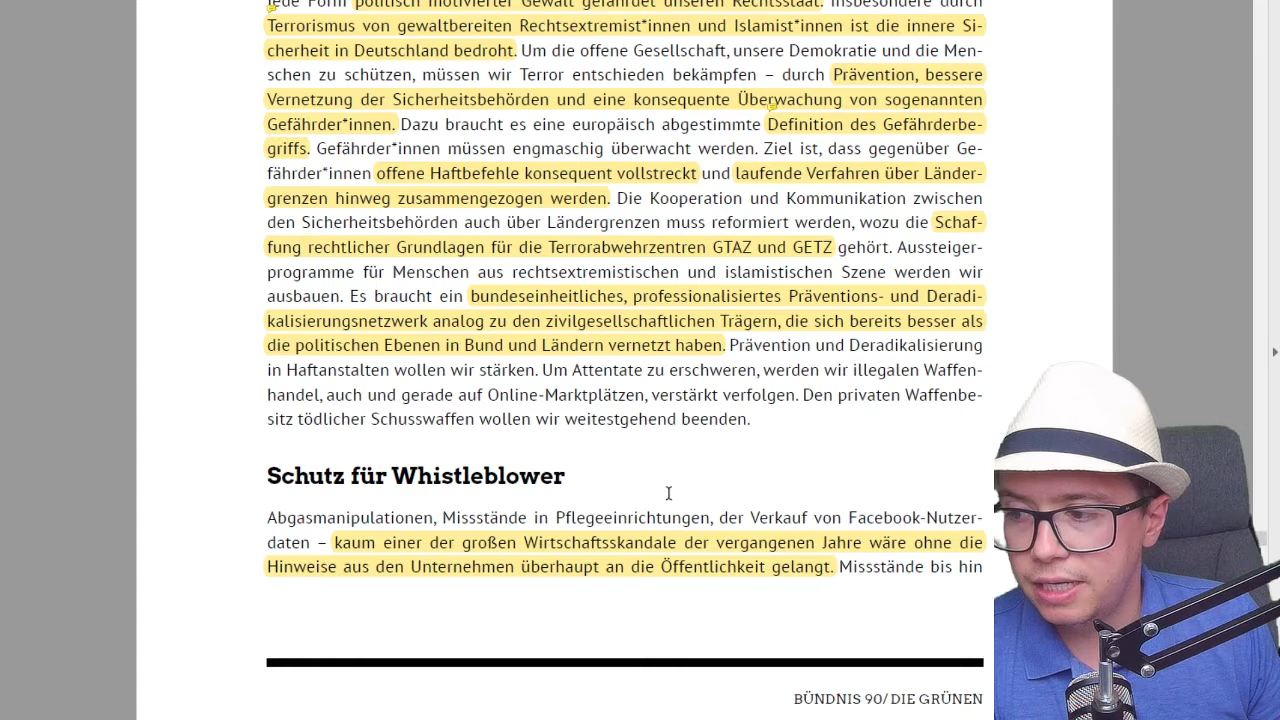 jede Form politisch motivierter Gewalt gefährdet unseren Rechtsstaat. Insbesondere durch
Terrorismus von gewaltbereiten Rechtsextremist*innen und Islamist*innen ist die innere Si-
cherheit in Deutschland bedroht. Um die offene Gesellschaft, unsere Demokratie und die Men-
schen zu schützen, müssen wir Terror entschieden bekämpfen – durch Prävention, bessere
Vernetzung der Sicherheitsbehörden und eine konsequente Überwachung von sogenannten
Gefährder*innen. Dazu braucht es eine europäisch abgestimmte Definition des Gefährderbe-
griffs. Gefährder*innen müssen engmaschig überwacht werden. Ziel ist, dass gegenüber Ge-
fährder*innen offene Haftbefehle konsequent vollstreckt und laufende Verfahren über Länder-
grenzen hinweg zusammengezogen werden. Die Kooperation und Kommunikation zwischen
den Sicherheitsbehörden auch über Ländergrenzen muss reformiert werden, wozu die Schaf-
fung rechtlicher Grundlagen für die Terrorabwehrzentren GTAZ und GETZ gehört. Aussteiger-
programme für Menschen aus rechtsextremistischen und islamistischen Szene werden wir
ausbauen. Es braucht ein bundeseinheitliches, professionalisiertes Präventions- und Deradi-
kalisierungsnetzwerk analog zu den zivilgesellschaftlichen Trägern, die sich bereits besser als
die politischen Ebenen in Bund und Ländern vernetzt haben. Prävention und Deradikalisierung
in Haftanstalten wollen wir stärken. Um Attentate zu erschweren, werden wir illegalen Waffen-
handel, auch und gerade auf Online-Marktplätzen, verstärkt verfolgen. Den privaten Waffenbe-
sitz tödlicher Schusswaffen wollen wir weitestgehend beenden.
Schutz für Whistleblower
Abgasmanipulationen, Missstände in Pflegeeinrichtungen, der Verkauf von Facebook-Nutzer-
daten – kaum einer der großen Wirtschaftsskandale der vergangenen Jahre wäre ohne die
Hinweise aus den Unternehmen überhaupt an die Öffentlichkeit gelangt. Missstände bis hin
BÜNDNIS 90/DIE GRÜNEN